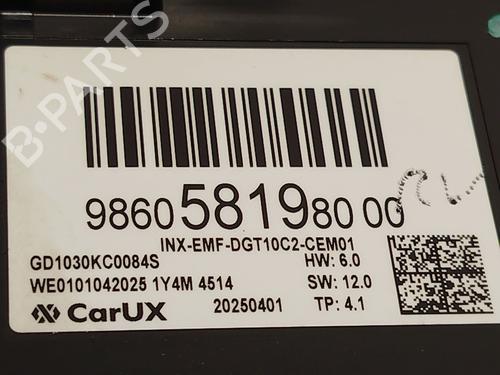 B-PARTS
98605819800 00
INX-EMF-DGT10C2-CEM01
GD1030KC0084S HW: 6.0
WE0101042025 1Y4M 4514 SW: 12.0
CarUX 20250401 TP: 4.1